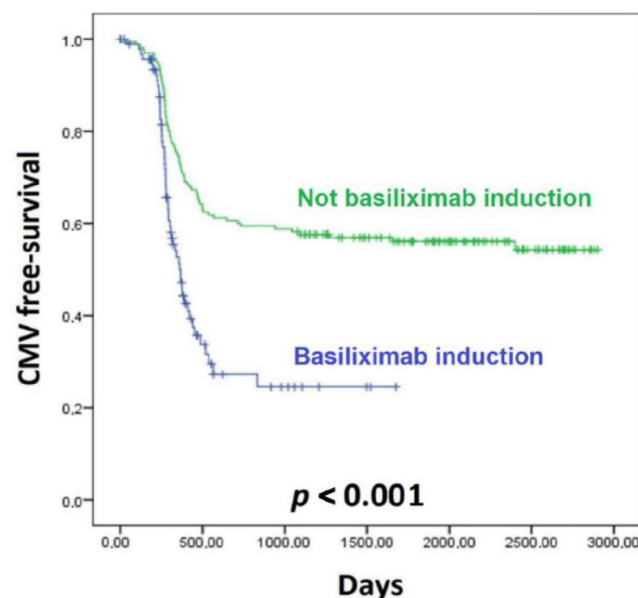 CMV free-survival
1.0
0,8
0,6
0,4
0,2
0,0
Not basiliximab induction
Basiliximab induction
p < 0.001
0,00 500,00 1000,00 1500,00 2000,00 2500,00 3000,00
Days